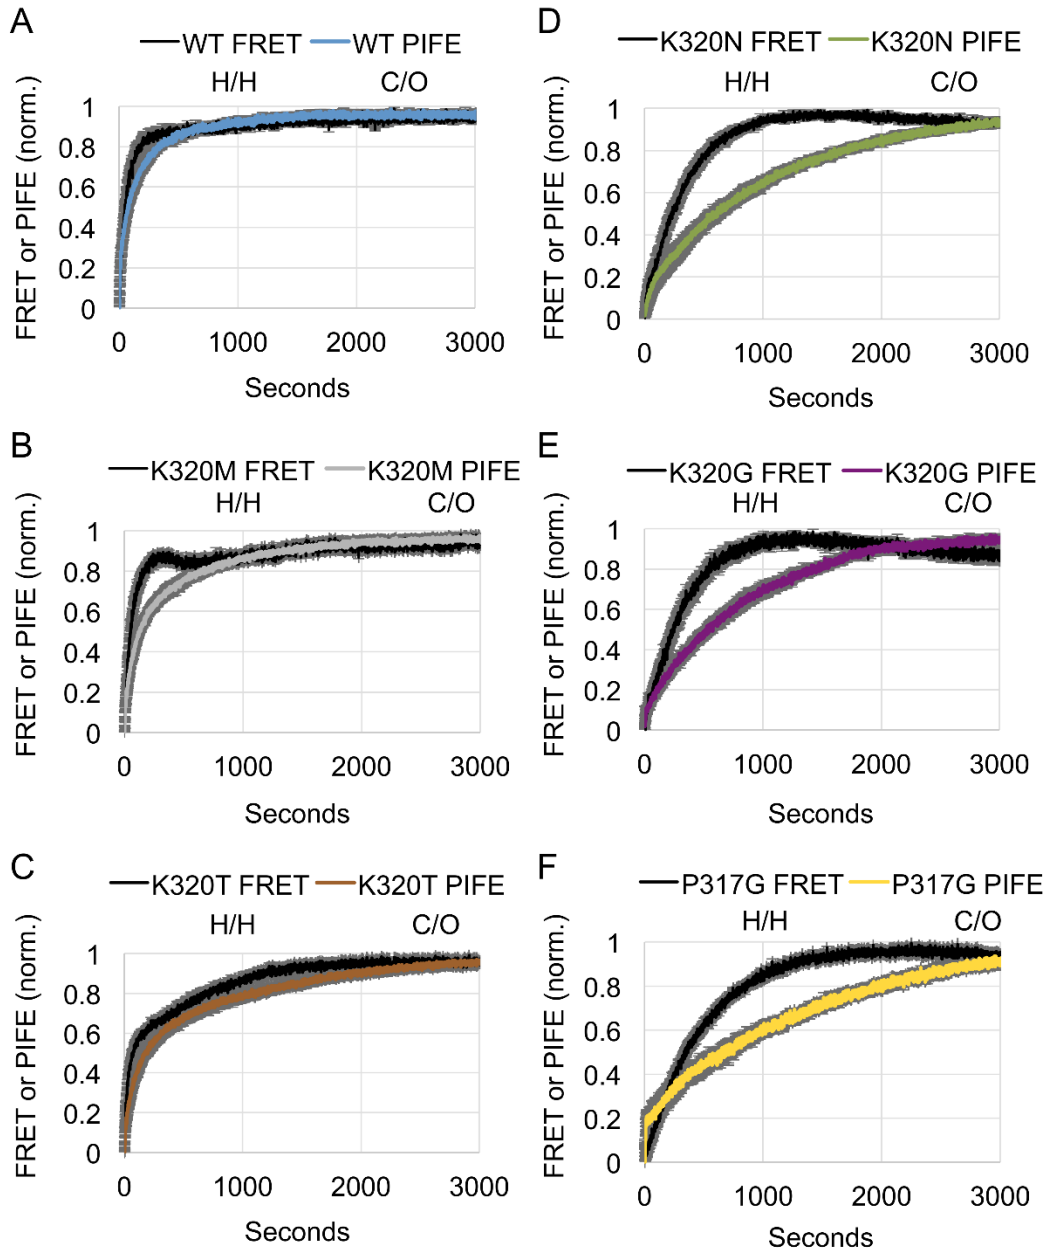 A
WT FRET WT PIFE
H/H C/O
FRET or PIFE (norm.)
1
0.8
0.6
0.4
0.2
0
0 1000 2000 3000
Seconds
B
K320M FRET K320M PIFE
H/H C/O
FRET or PIFE (norm.)
1
0.8
0.6
0.4
0.2
0
0 1000 2000 3000
Seconds
C
K320T FRET K320T PIFE
H/H C/O
FRET or PIFE (norm.)
1
0.8
0.6
0.4
0.2
0
0 1000 2000 3000
Seconds
D
K320N FRET K320N PIFE
H/H C/O
FRET or PIFE (norm.)
1
0.8
0.6
0.4
0.2
0
0 1000 2000 3000
Seconds
E
K320G FRET K320G PIFE
H/H C/O
FRET or PIFE (norm.)
1
0.8
0.6
0.4
0.2
0
0 1000 2000 3000
Seconds
F
P317G FRET P317G PIFE
H/H C/O
FRET or PIFE (norm.)
1
0.8
0.6
0.4
0.2
0
0 1000 2000 3000
Seconds